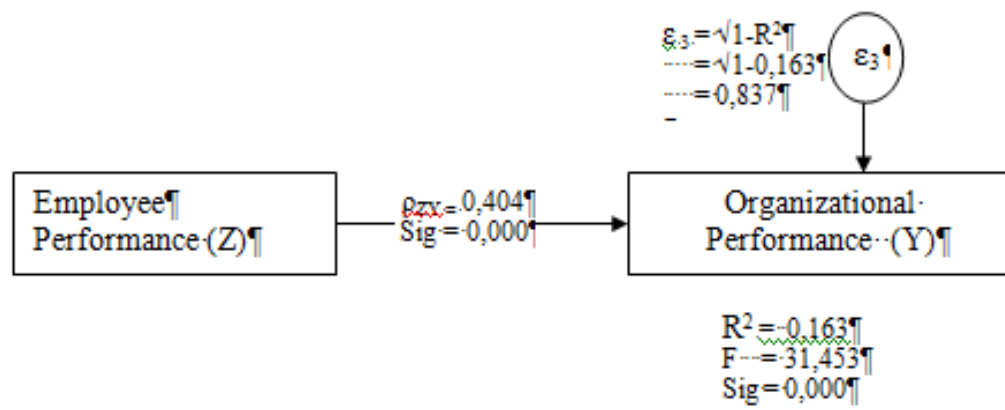 ε₃ = √1-R²¶
----=√1-0,163¶
----=0,837¶
ε₃¶
Employee¶
Performance·(Z)¶
ρzy = 0,404¶
Sig = 0,000¶
Organizational·
Performance··(Y)¶
R² = 0,163¶
F = 31,453¶
Sig = 0,000¶